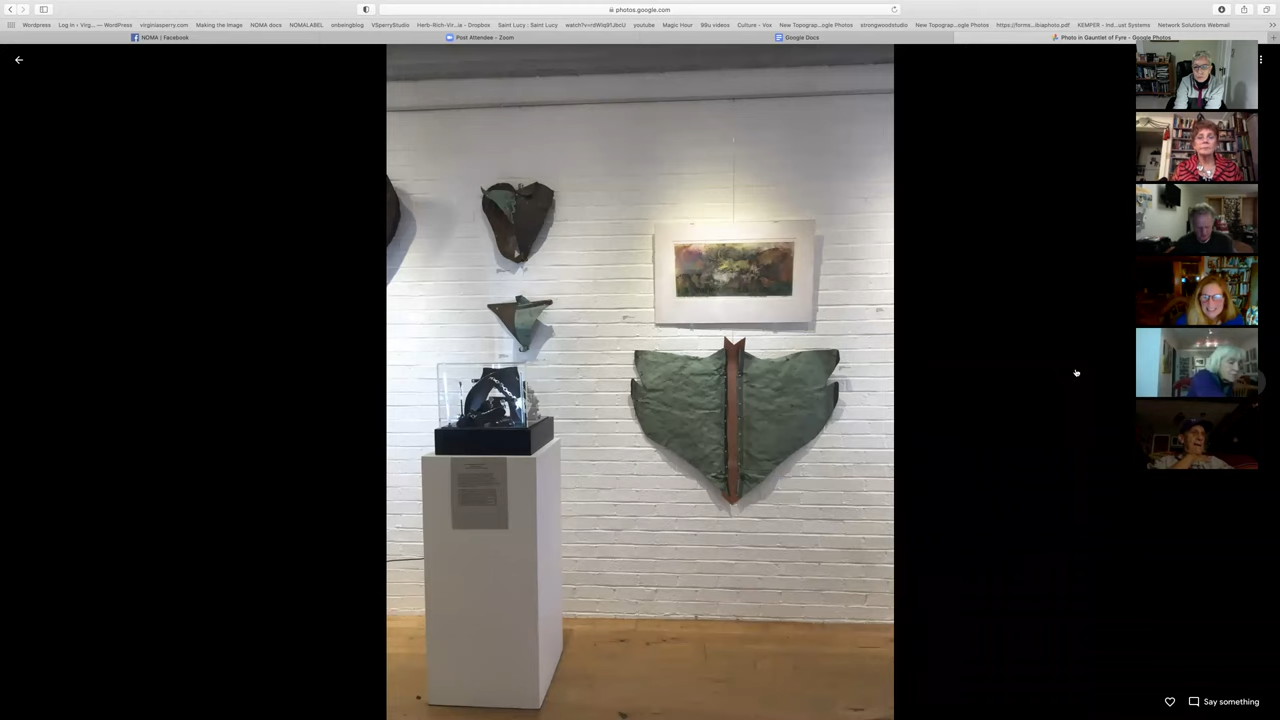 photos.google.com
Wordpress Log in ‹ Virg... — WordPress virginiasperry.com Making the Image NOMA docs NOMALABEL onbeingblog VSperryStudio Herb-Rich-Vir...ia - Dropbox Saint Lucy : Saint Lucy youtube Magic Hour 99u videos Culture - Vox New Topograp...ogle Photos strongwoodstudio New Topograp...ogle Photos KEMPER - Ind...ust Systems Network Solutions Webmail
NOMA | Facebook Post Attendee - Zoom Google Docs Photo in Gauntlet of Fyre - Google Photos
Say something